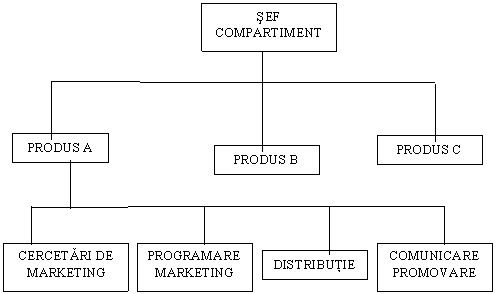 ŞEF
COMPARTIMENT
PRODUS A
PRODUS B
PRODUS C
CERCETĂRI DE
MARKETING
PROGRAMARE
MARKETING
DISTRIBUŢIE
COMUNICARE
PROMOVARE